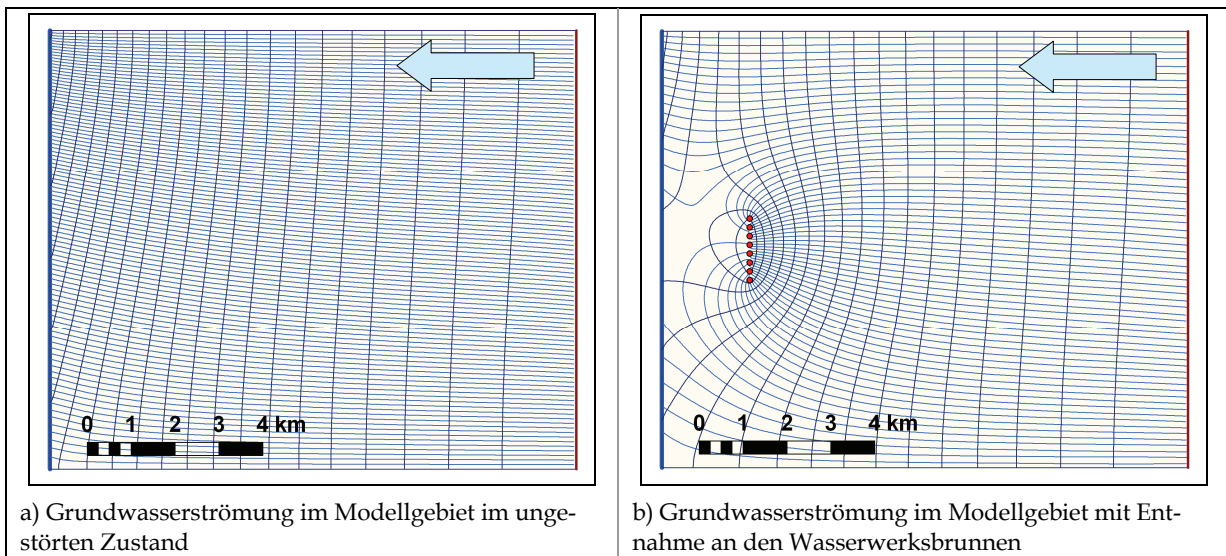 0 1 2 3 4 km
0 1 2 3 4 km
a) Grundwasserströmung im Modellgebiet im unge-
störten Zustand
b) Grundwasserströmung im Modellgebiet mit Ent-
nahme an den Wasserwerksbrunnen